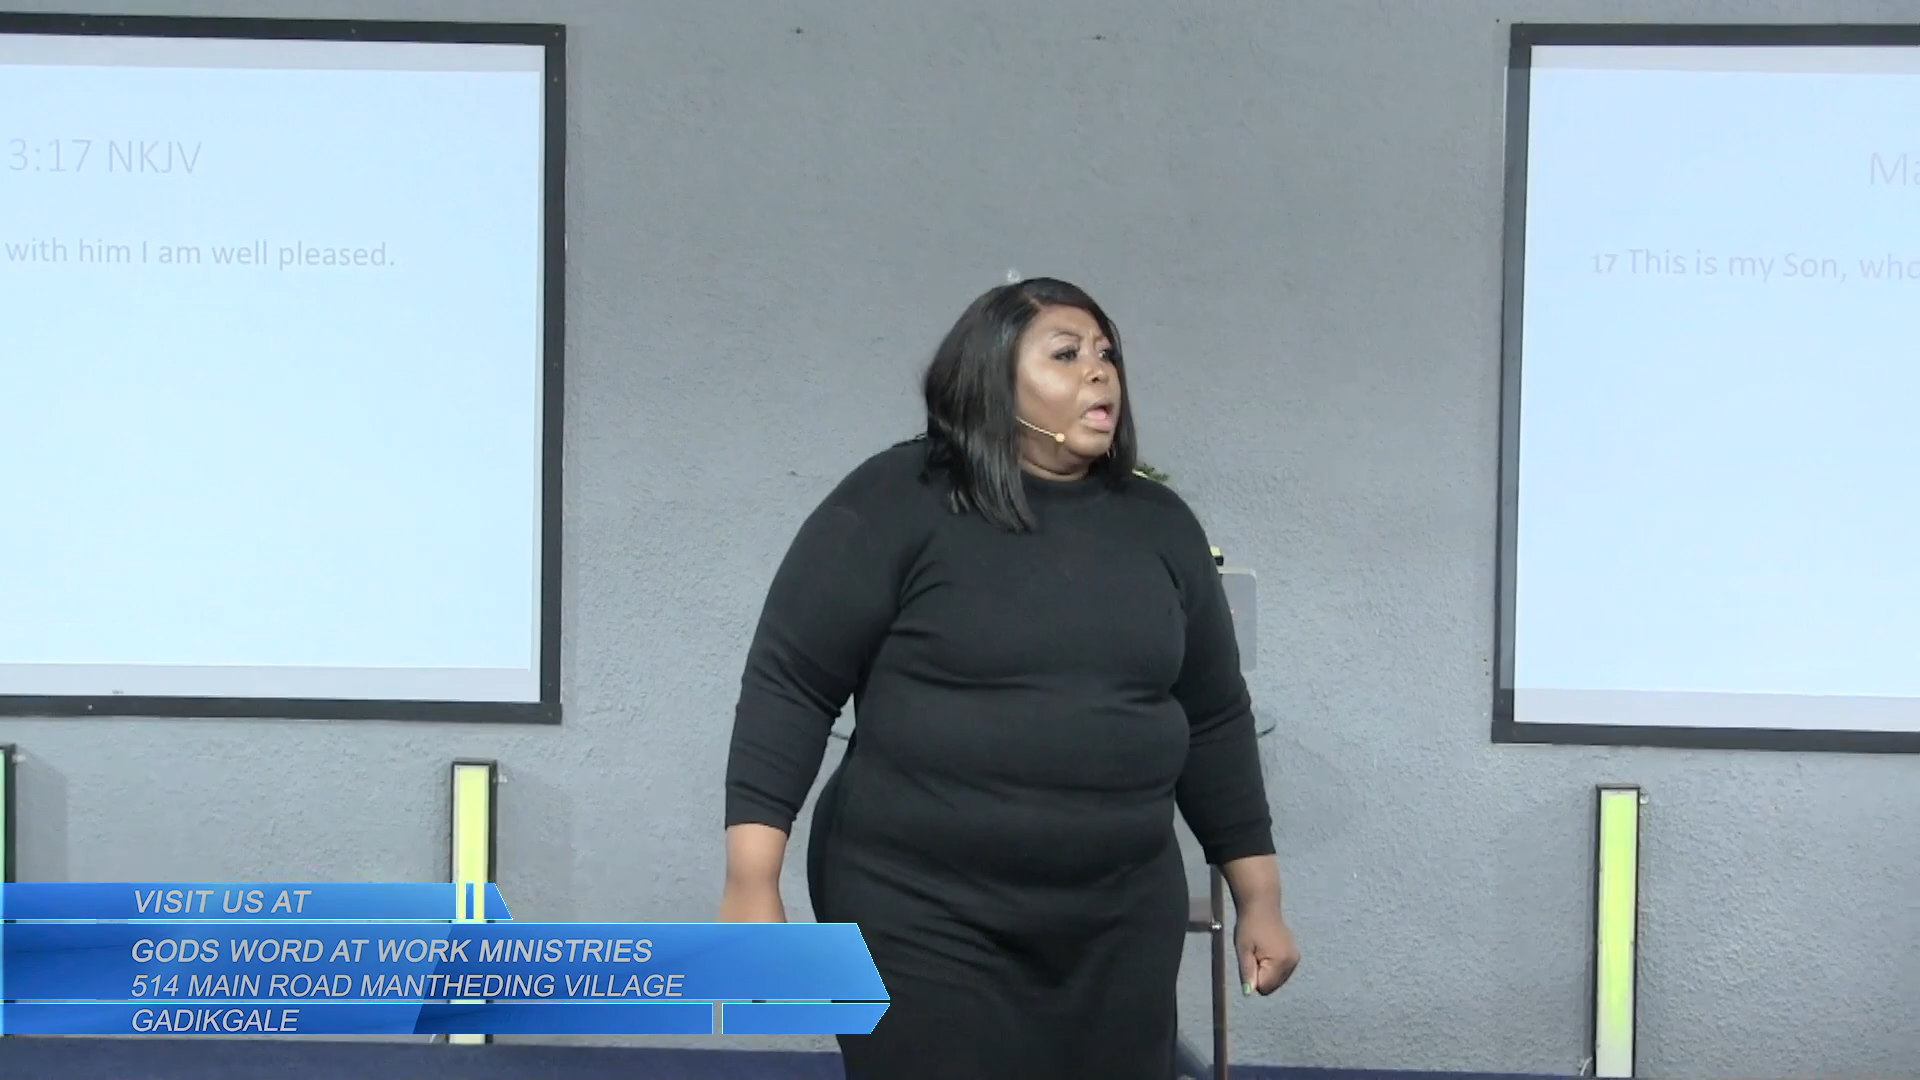 3:17 NKJV
with him I am well pleased.
17 This is my Son,
VISIT US AT
GODS WORD AT WORK MINISTRIES
514 MAIN ROAD MANTHEDING VILLAGE
GADIKGALE